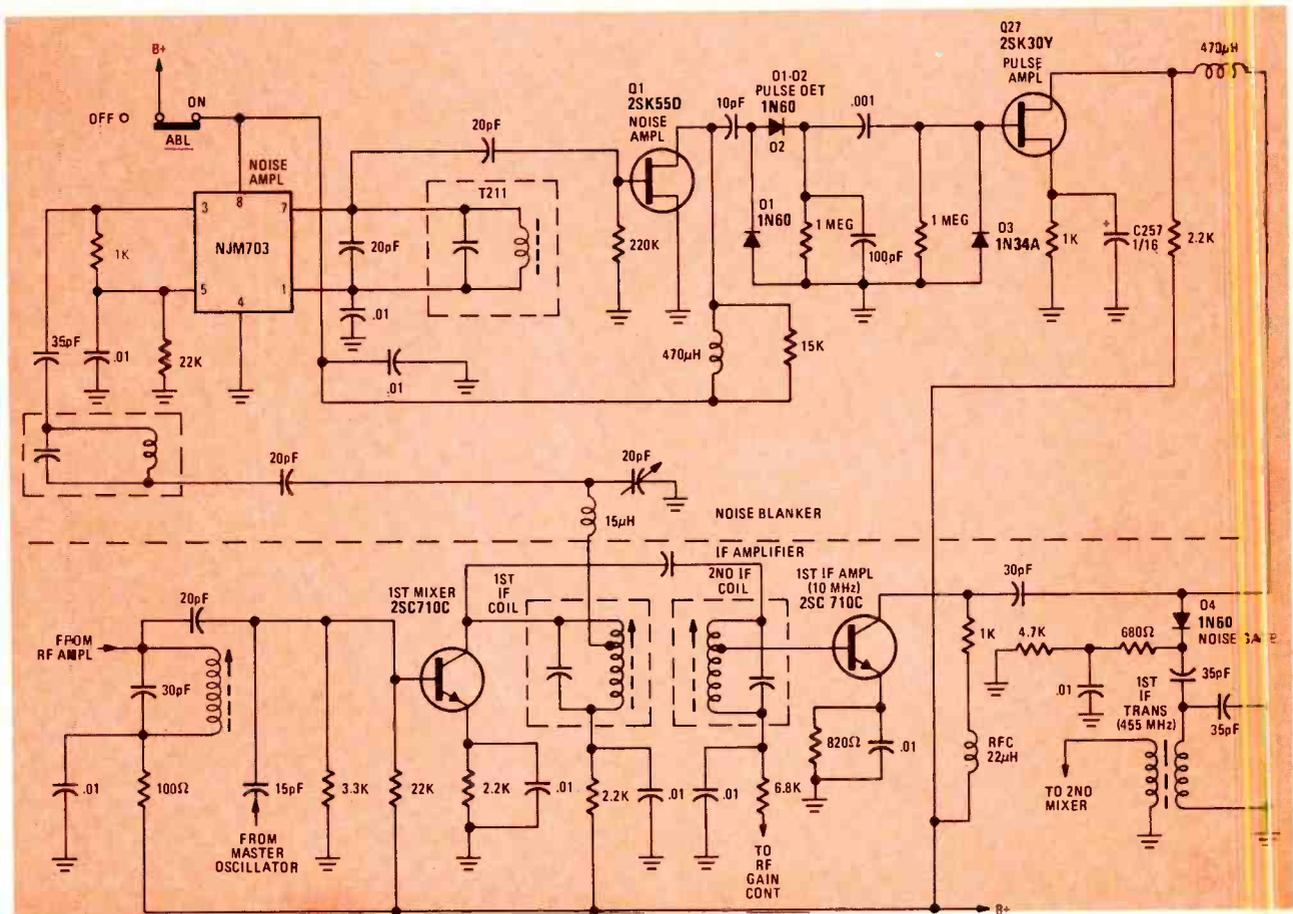 B+
OFF
ON
ABL
NOISE
AMPL
3
8
7
NJM703
5
4
1
1K
35pF
.01
22K
20pF
.01
.01
20pF
T211
220K
Q1
2SK55D
NOISE
AMPL
10pF
D1-D2
PULSE DET
1N60
D2
D1
1N60
1 MEG
100pF
.001
1 MEG
D3
1N34A
Q27
2SK30Y
PULSE
AMPL
1K
+
C257
1/16
2.2K
470µH
470µH
15K
20pF
20pF
15µH
NOISE BLANKER
IF AMPLIFIER
FROM
RF AMPL
20pF
30pF
.01
100Ω
15pF
FROM
MASTER
OSCILLATOR
3.3K
22K
1ST MIXER
2SC710C
2.2K
.01
1ST
IF
COIL
2.2K
.01
2ND IF
COIL
.01
6.8K
TO
RF
GAIN
CONT
1ST IF AMPL
(10 MHz)
2SC 710C
820Ω
.01
1K
RFC
22µH
30pF
4.7K
680Ω
.01
D4
1N60
NOISE GATE
35pF
35pF
1ST
IF
TRANS
(455 MHz)
TO 2ND
MIXER
B+